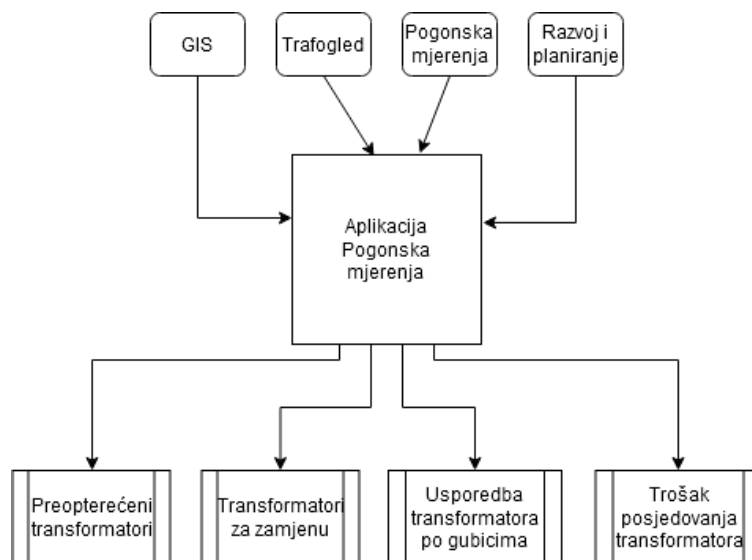 GIS
Trafogled
Pogonska
mjerenja
Razvoj i
planiranje
Aplikacija
Pogonska
mjerenja
Preopterećeni
transformatori
Transformatori
za zamjenu
Usporedba
transformatora
po gubicima
Trošak
posjedovanja
transformatora